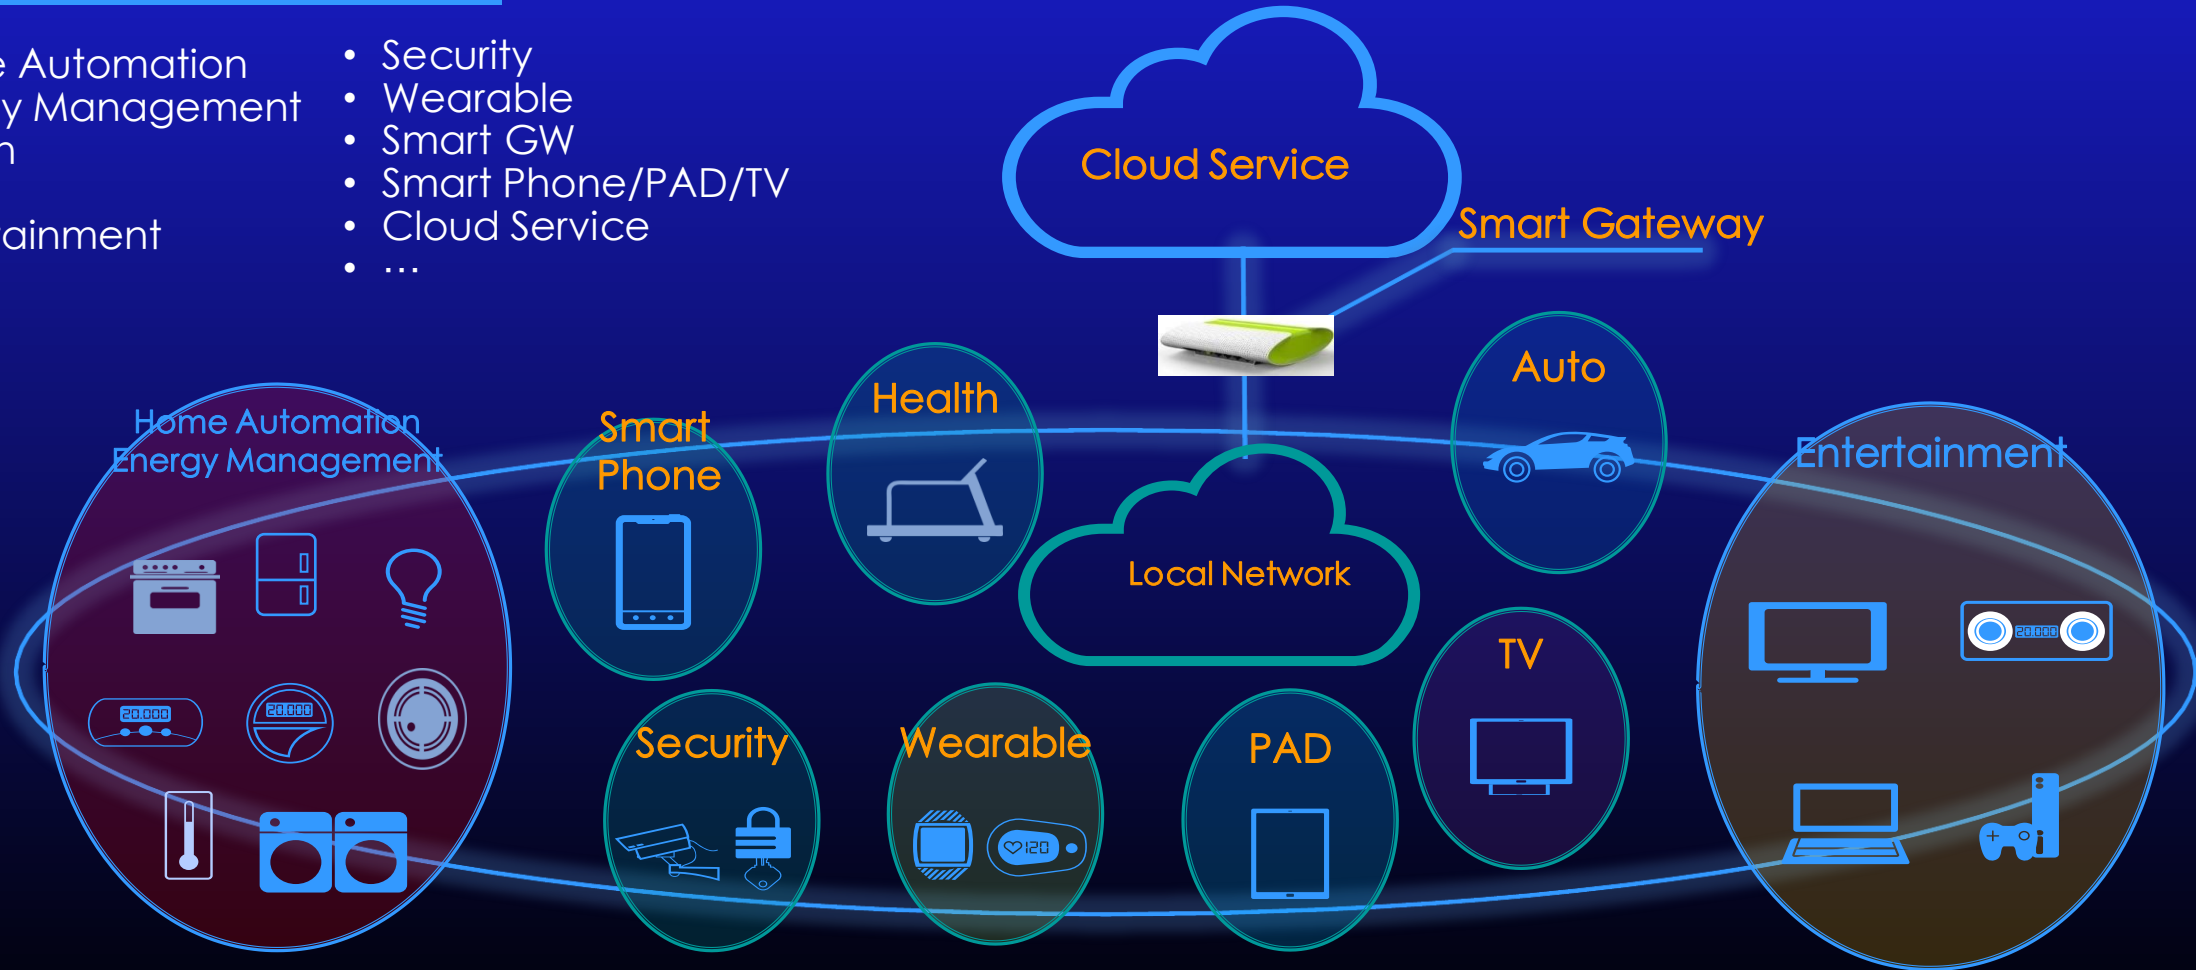 e Automation
y Management
n
ainment
• Security
• Wearable
• Smart GW
• Smart Phone/PAD/TV
• Cloud Service
• …
Cloud Service
Smart Gateway
Auto
Health
Smart
Phone
Home Automation
Energy Management
Entertainment
Local Network
20.000
TV
20.000
20.000
Security
Wearable
PAD
120